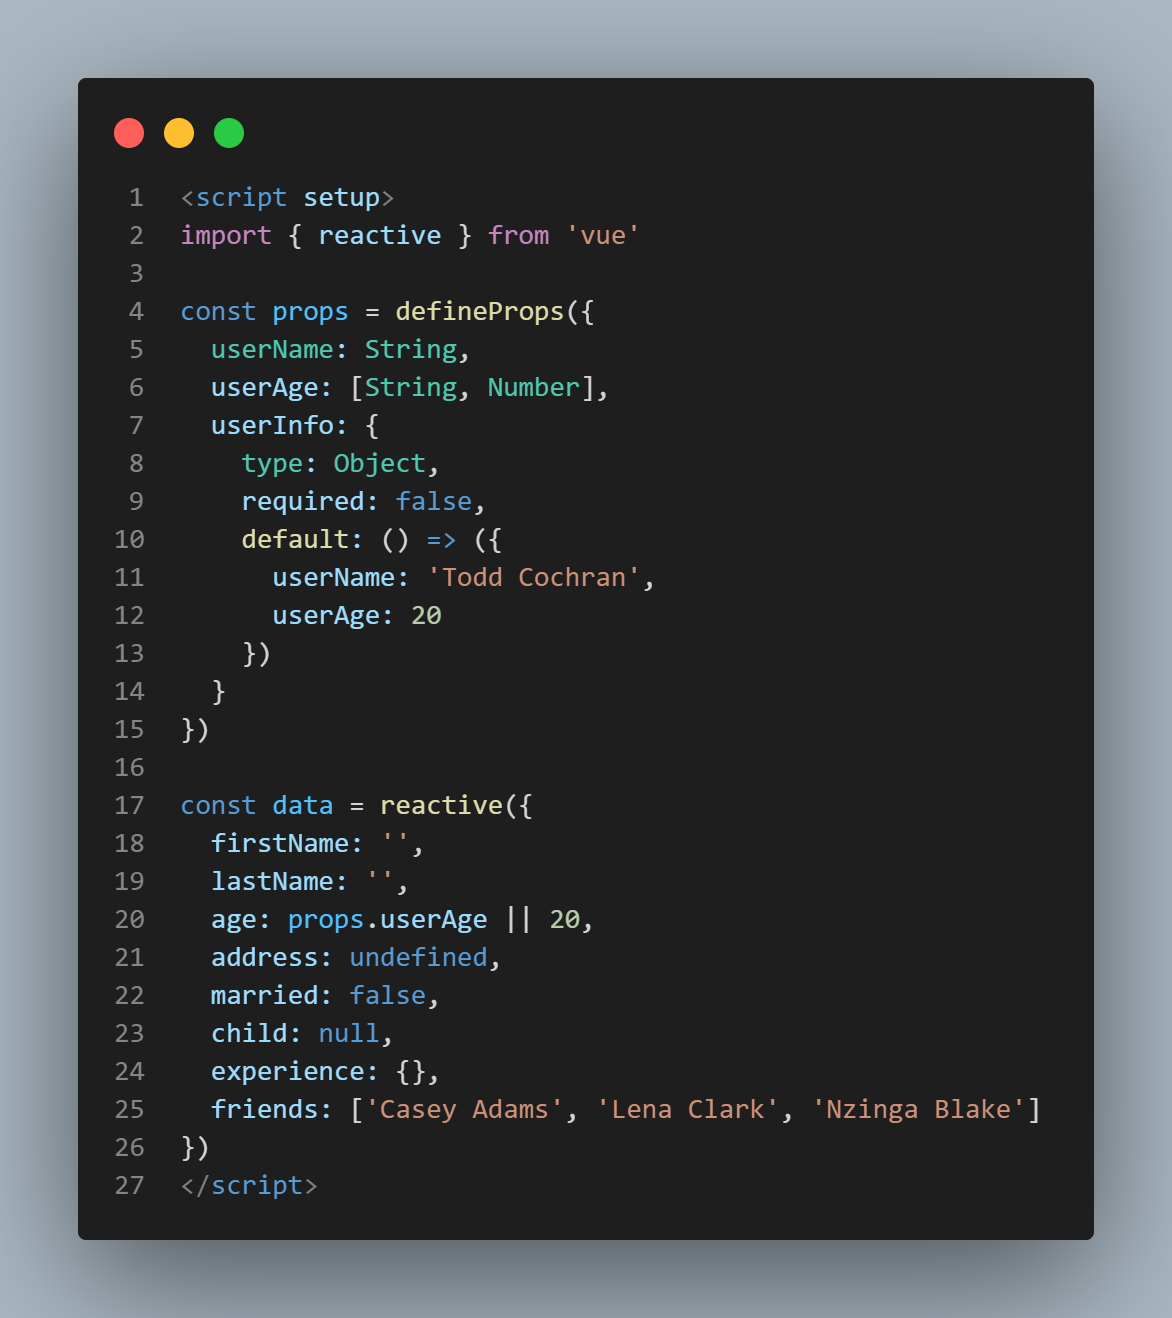 1 <script setup>
2 import { reactive } from 'vue'
3
4 const props = defineProps({
5   userName: String,
6   userAge: [String, Number],
7   userInfo: {
8     type: Object,
9     required: false,
10     default: () => ({
11       userName: 'Todd Cochran',
12       userAge: 20
13     })
14   }
15 })
16
17 const data = reactive({
18   firstName: '',
19   lastName: '',
20   age: props.userAge || 20,
21   address: undefined,
22   married: false,
23   child: null,
24   experience: {},
25   friends: ['Casey Adams', 'Lena Clark', 'Nzinga Blake']
26 })
27 </script>